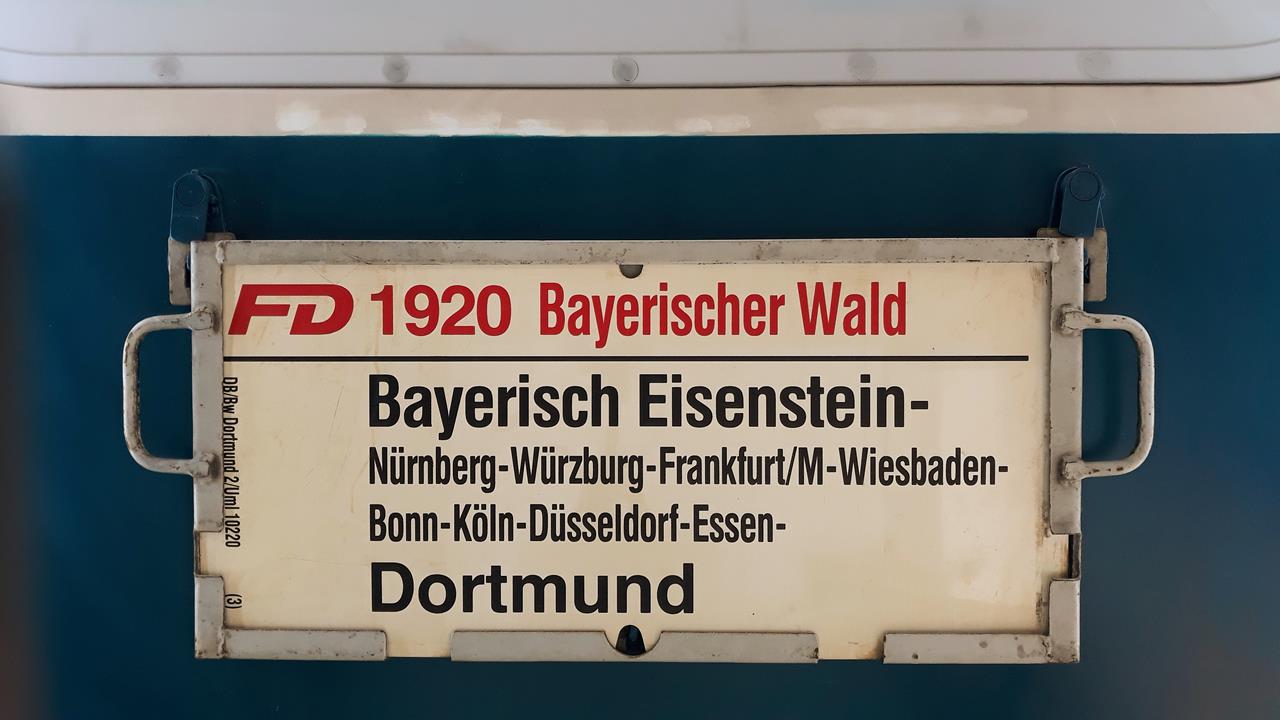 FD 1920 Bayerischer Wald
Bayerisch Eisenstein-
Nürnberg-Würzburg-Frankfurt/M-Wiesbaden-
Bonn-Köln-Düsseldorf-Essen-
Dortmund
DB/Bw Dortmund 2/Uml 10220
(3)